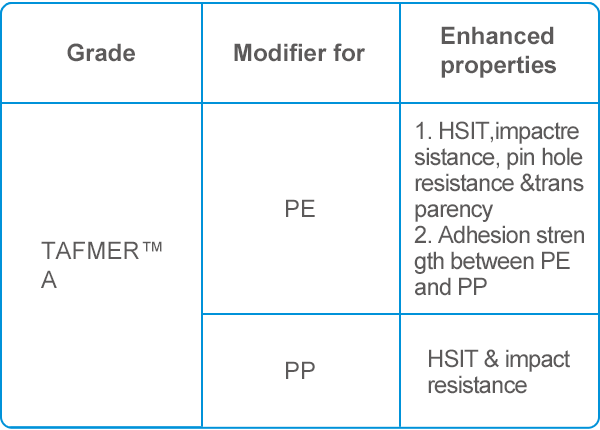 Grade
Modifier for
Enhanced
properties
TAFMER™
A
PE
1. HSIT,impactre
sistance, pin hole
resistance &trans
parency
2. Adhesion stren
gth between PE
and PP
PP
HSIT & impact
resistance